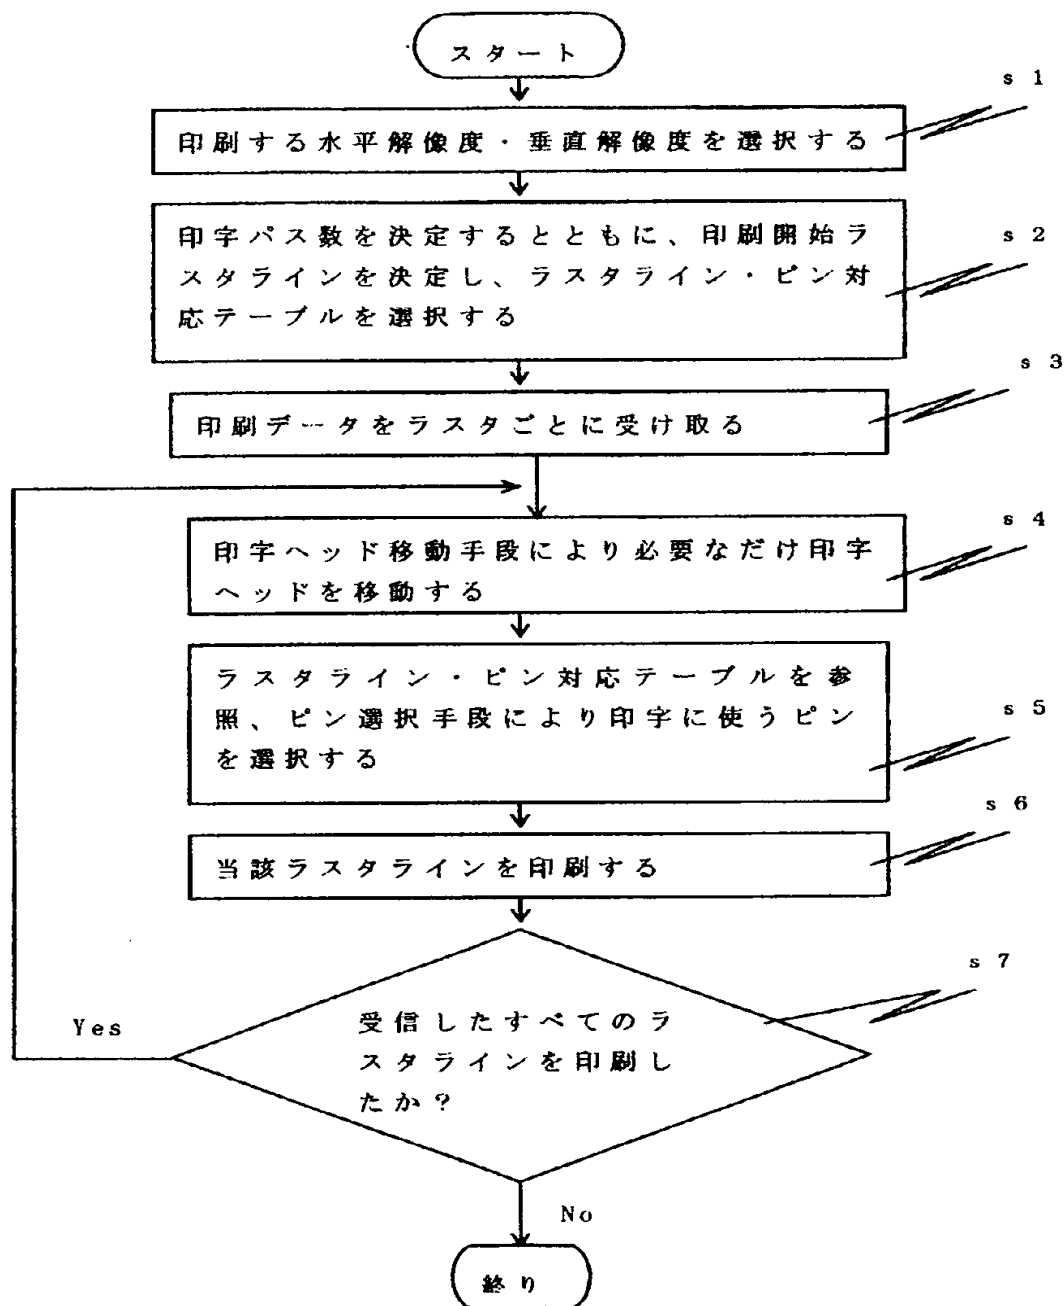 スタート
s 1
印刷する水平解像度・垂直解像度を選択する
s 2
印字パス数を決定するとともに、印刷開始ラ
スタラインを決定し、ラスタライン・ピン対
応テーブルを選択する
s 3
印刷データをラスタごとに受け取る
s 4
印字ヘッド移動手段により必要なだけ印字
ヘッドを移動する
s 5
ラスタライン・ピン対応テーブルを参
照、ピン選択手段により印字に使うピン
を選択する
s 6
当該ラスタラインを印刷する
s 7
受信したすべてのラ
スタラインを印刷し
たか?
Yes
No
終り